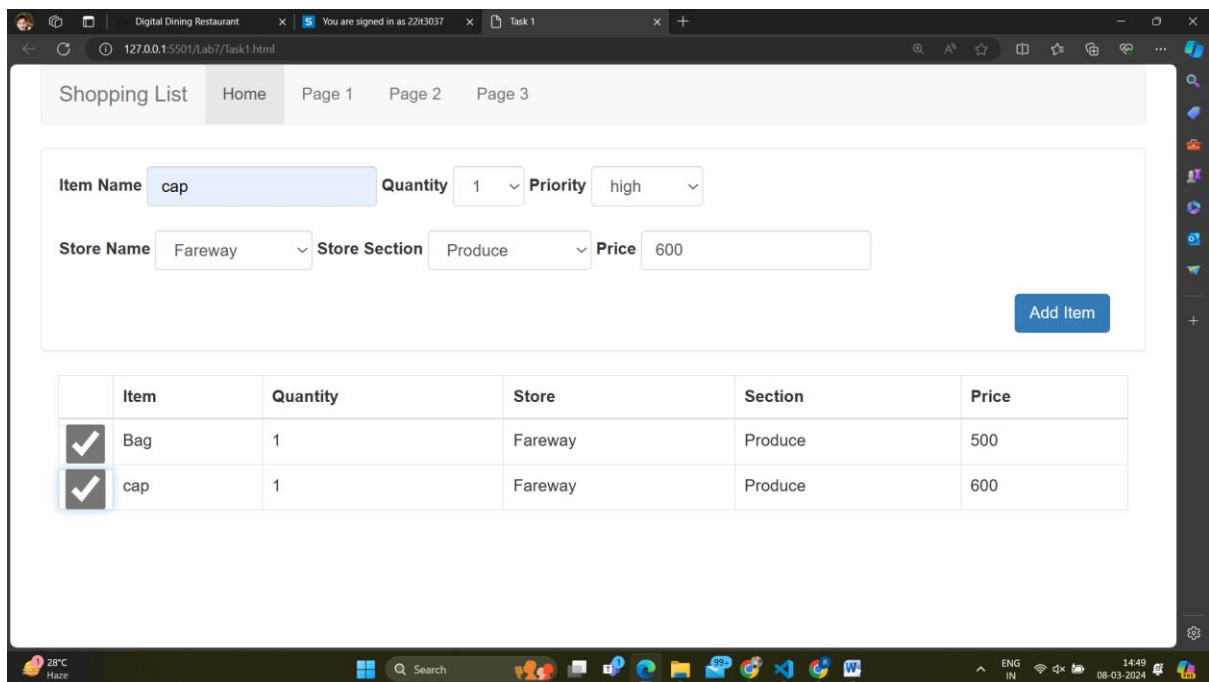 Digital Dining Restaurant S You are signed in as 22it3037 Task 1
127.0.0.1:5501/Lab7/Task1.html
Shopping List Home Page 1 Page 2 Page 3
Item Name cap Quantity 1 Priority high
Store Name Fareway Store Section Produce Price 600
Add Item
Item Quantity Store Section Price
Bag 1 Fareway Produce 500
cap 1 Fareway Produce 600
1 28°C Search 99+ W ENG 14:49
Haze IN 08-03-2024